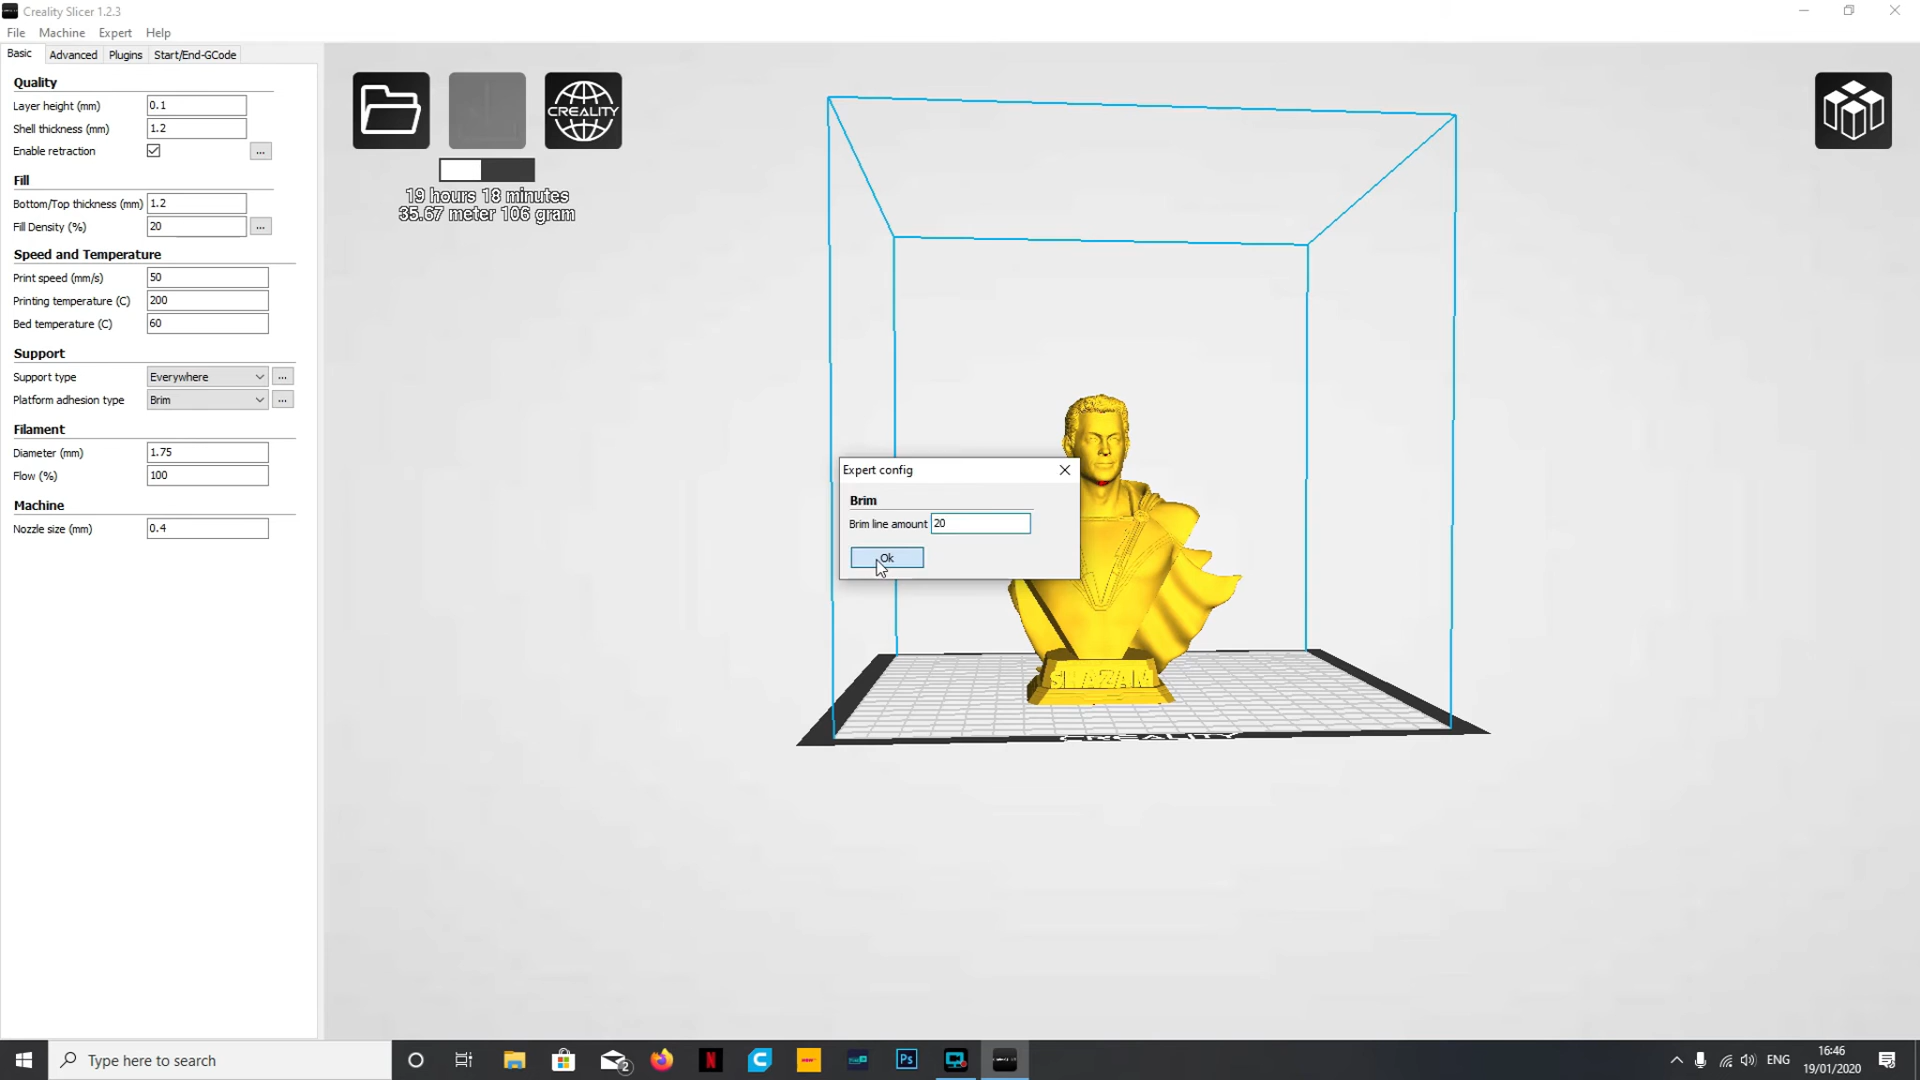 Creality Slicer 1.2.3
File Machine Expert Help
Basic Advanced Plugins Start/End-GCode
Quality
Layer height (mm) 0.1
Shell thickness (mm) 1.2
Enable retraction ...
Fill
Bottom/Top thickness (mm) 1.2
Fill Density (%) 20 ...
Speed and Temperature
Print speed (mm/s) 50
Printing temperature (C) 200
Bed temperature (C) 60
Support
Support type Everywhere ...
Platform adhesion type Brim ...
Filament
Diameter (mm) 1.75
Flow (%) 100
Machine
Nozzle size (mm) 0.4
CREALITY
19 hours 18 minutes
35.67 meter 106 gram
Expert config
Brim
Brim line amount 20
Ok
SHAZAM
CREALITY
Type here to search
2
N
Ps
ENG
16:46
19/01/2020